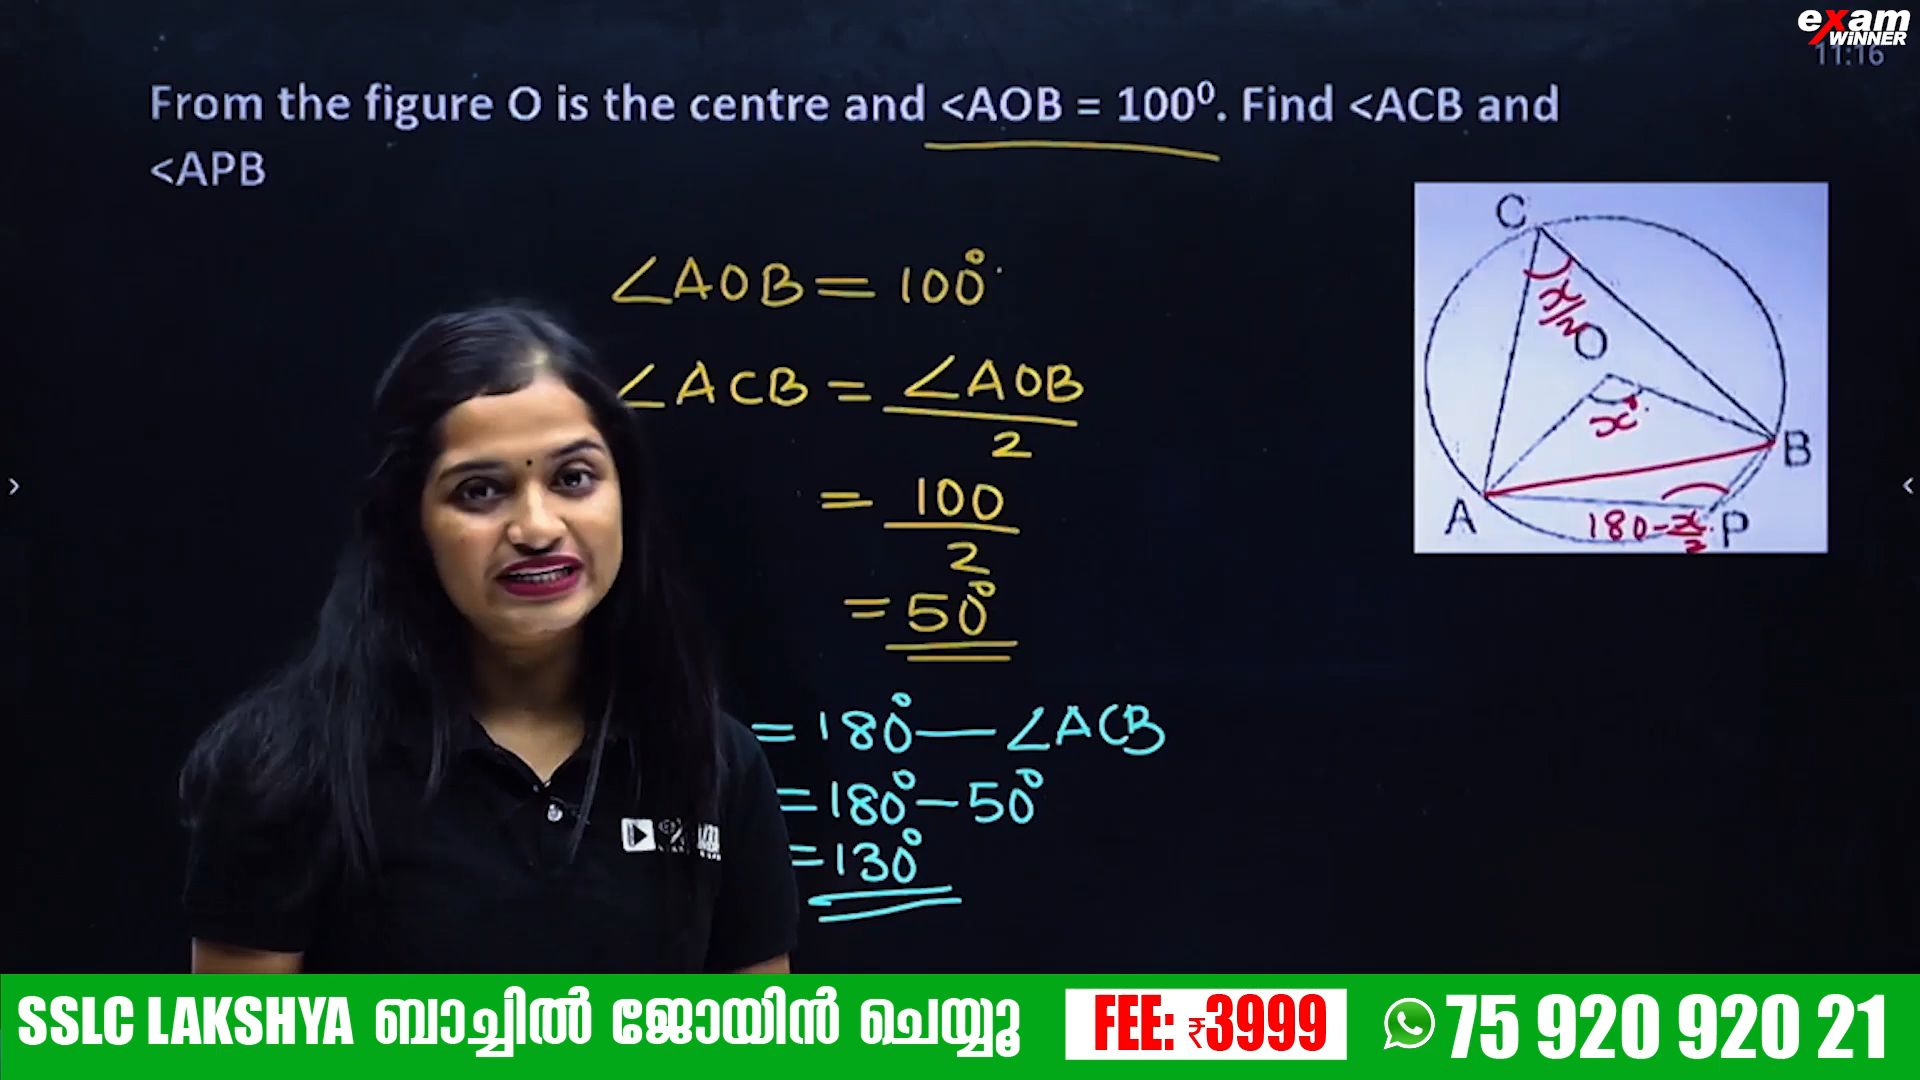 exam
WINNER
11:16
From the figure O is the centre and <AOB = 100⁰. Find <ACB and
<APB
∠AOB = 100°
∠ACB = ∠AOB
2
= 100
2
= 50°
= 180° — ∠ACB
= 180° — 50°
= 130°
C
x/2
O
x°
B
A
180-x/2
P
SSLC LAKSHYA ബാച്ചിൽ ജോയിൻ ചെയ്യൂ
FEE: ₹3999
75 920 920 21